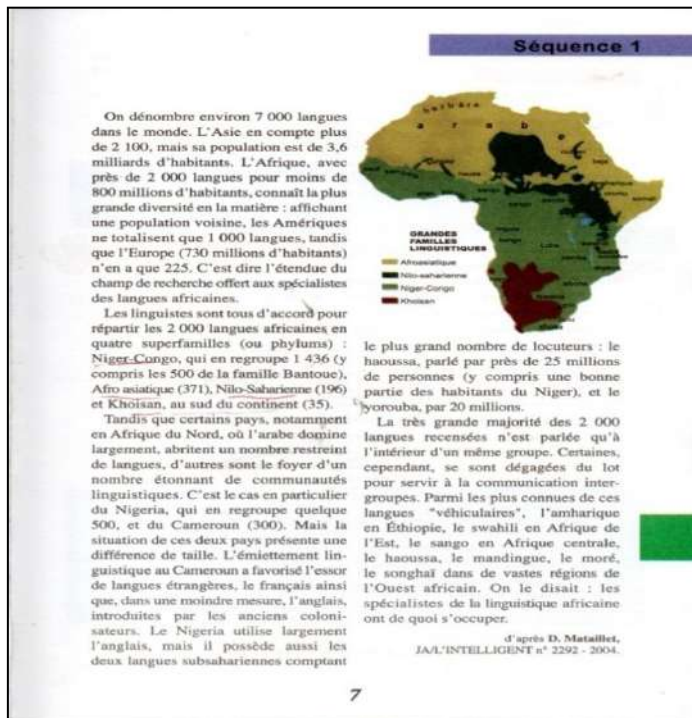 Séquence 1
On dénombre environ 7 000 langues
dans le monde. L'Asie en compte plus
de 2 100, mais sa population est de 3,6
milliards d'habitants. L'Afrique, avec
près de 2 000 langues pour moins de
800 millions d'habitants, connaît la plus
grande diversité en la matière : affichant
une population voisine, les Amériques
ne totalisent que 1 000 langues, tandis
que l'Europe (730 millions d'habitants)
n'en a que 225. C'est dire l'étendue du
champ de recherche offert aux spécialistes
des langues africaines.
Les linguistes sont tous d'accord pour
répartir les 2 000 langues africaines en
quatre superfamilles (ou phylums) :
Niger-Congo, qui en regroupe 1 436 (y
compris les 500 de la famille Bantoue),
Afro asiatique (371), Nilo-Saharienne (196)
et Khoisan, au sud du continent (35).
Tandis que certains pays, notamment
en Afrique du Nord, où l'arabe domine
largement, abritent un nombre restreint
de langues, d'autres sont le foyer d'un
nombre étonnant de communautés
linguistiques. C'est le cas en particulier
du Nigeria, qui en regroupe quelque
500, et du Cameroun (300). Mais la
situation de ces deux pays présente une
différence de taille. L'émiettement lin-
guistique au Cameroun a favorisé l'essor
de langues étrangères, le français ainsi
que, dans une moindre mesure, l'anglais,
introduites par les anciens coloni-
sateurs. Le Nigeria utilise largement
l'anglais, mais il possède aussi les
deux langues subsahariennes comptant
berbère
arabe
GRANDES
FAMILLES
LINGUISTIQUES
Afroasiatique
Nilo-saharienne
Niger-Congo
Khoisan
le plus grand nombre de locuteurs : le
haoussa, parlé par près de 25 millions
de personnes (y compris une bonne
partie des habitants du Niger), et le
yorouba, par 20 millions.
La très grande majorité des 2 000
langues recensées n'est parlée qu'à
l'intérieur d'un même groupe. Certaines,
cependant, se sont dégagées du lot
pour servir à la communication inter-
groupes. Parmi les plus connues de ces
langues "véhiculaires", l'amharique
en Éthiopie, le swahili en Afrique de
l'Est, le sango en Afrique centrale,
le haoussa, le mandingue, le moré,
le songhaï dans de vastes régions de
l'Ouest africain. On le disait : les
spécialistes de la linguistique africaine
ont de quoi s'occuper.
d'après D. Mataillet,
JA/L'INTELLIGENT n° 2292 - 2004.
7